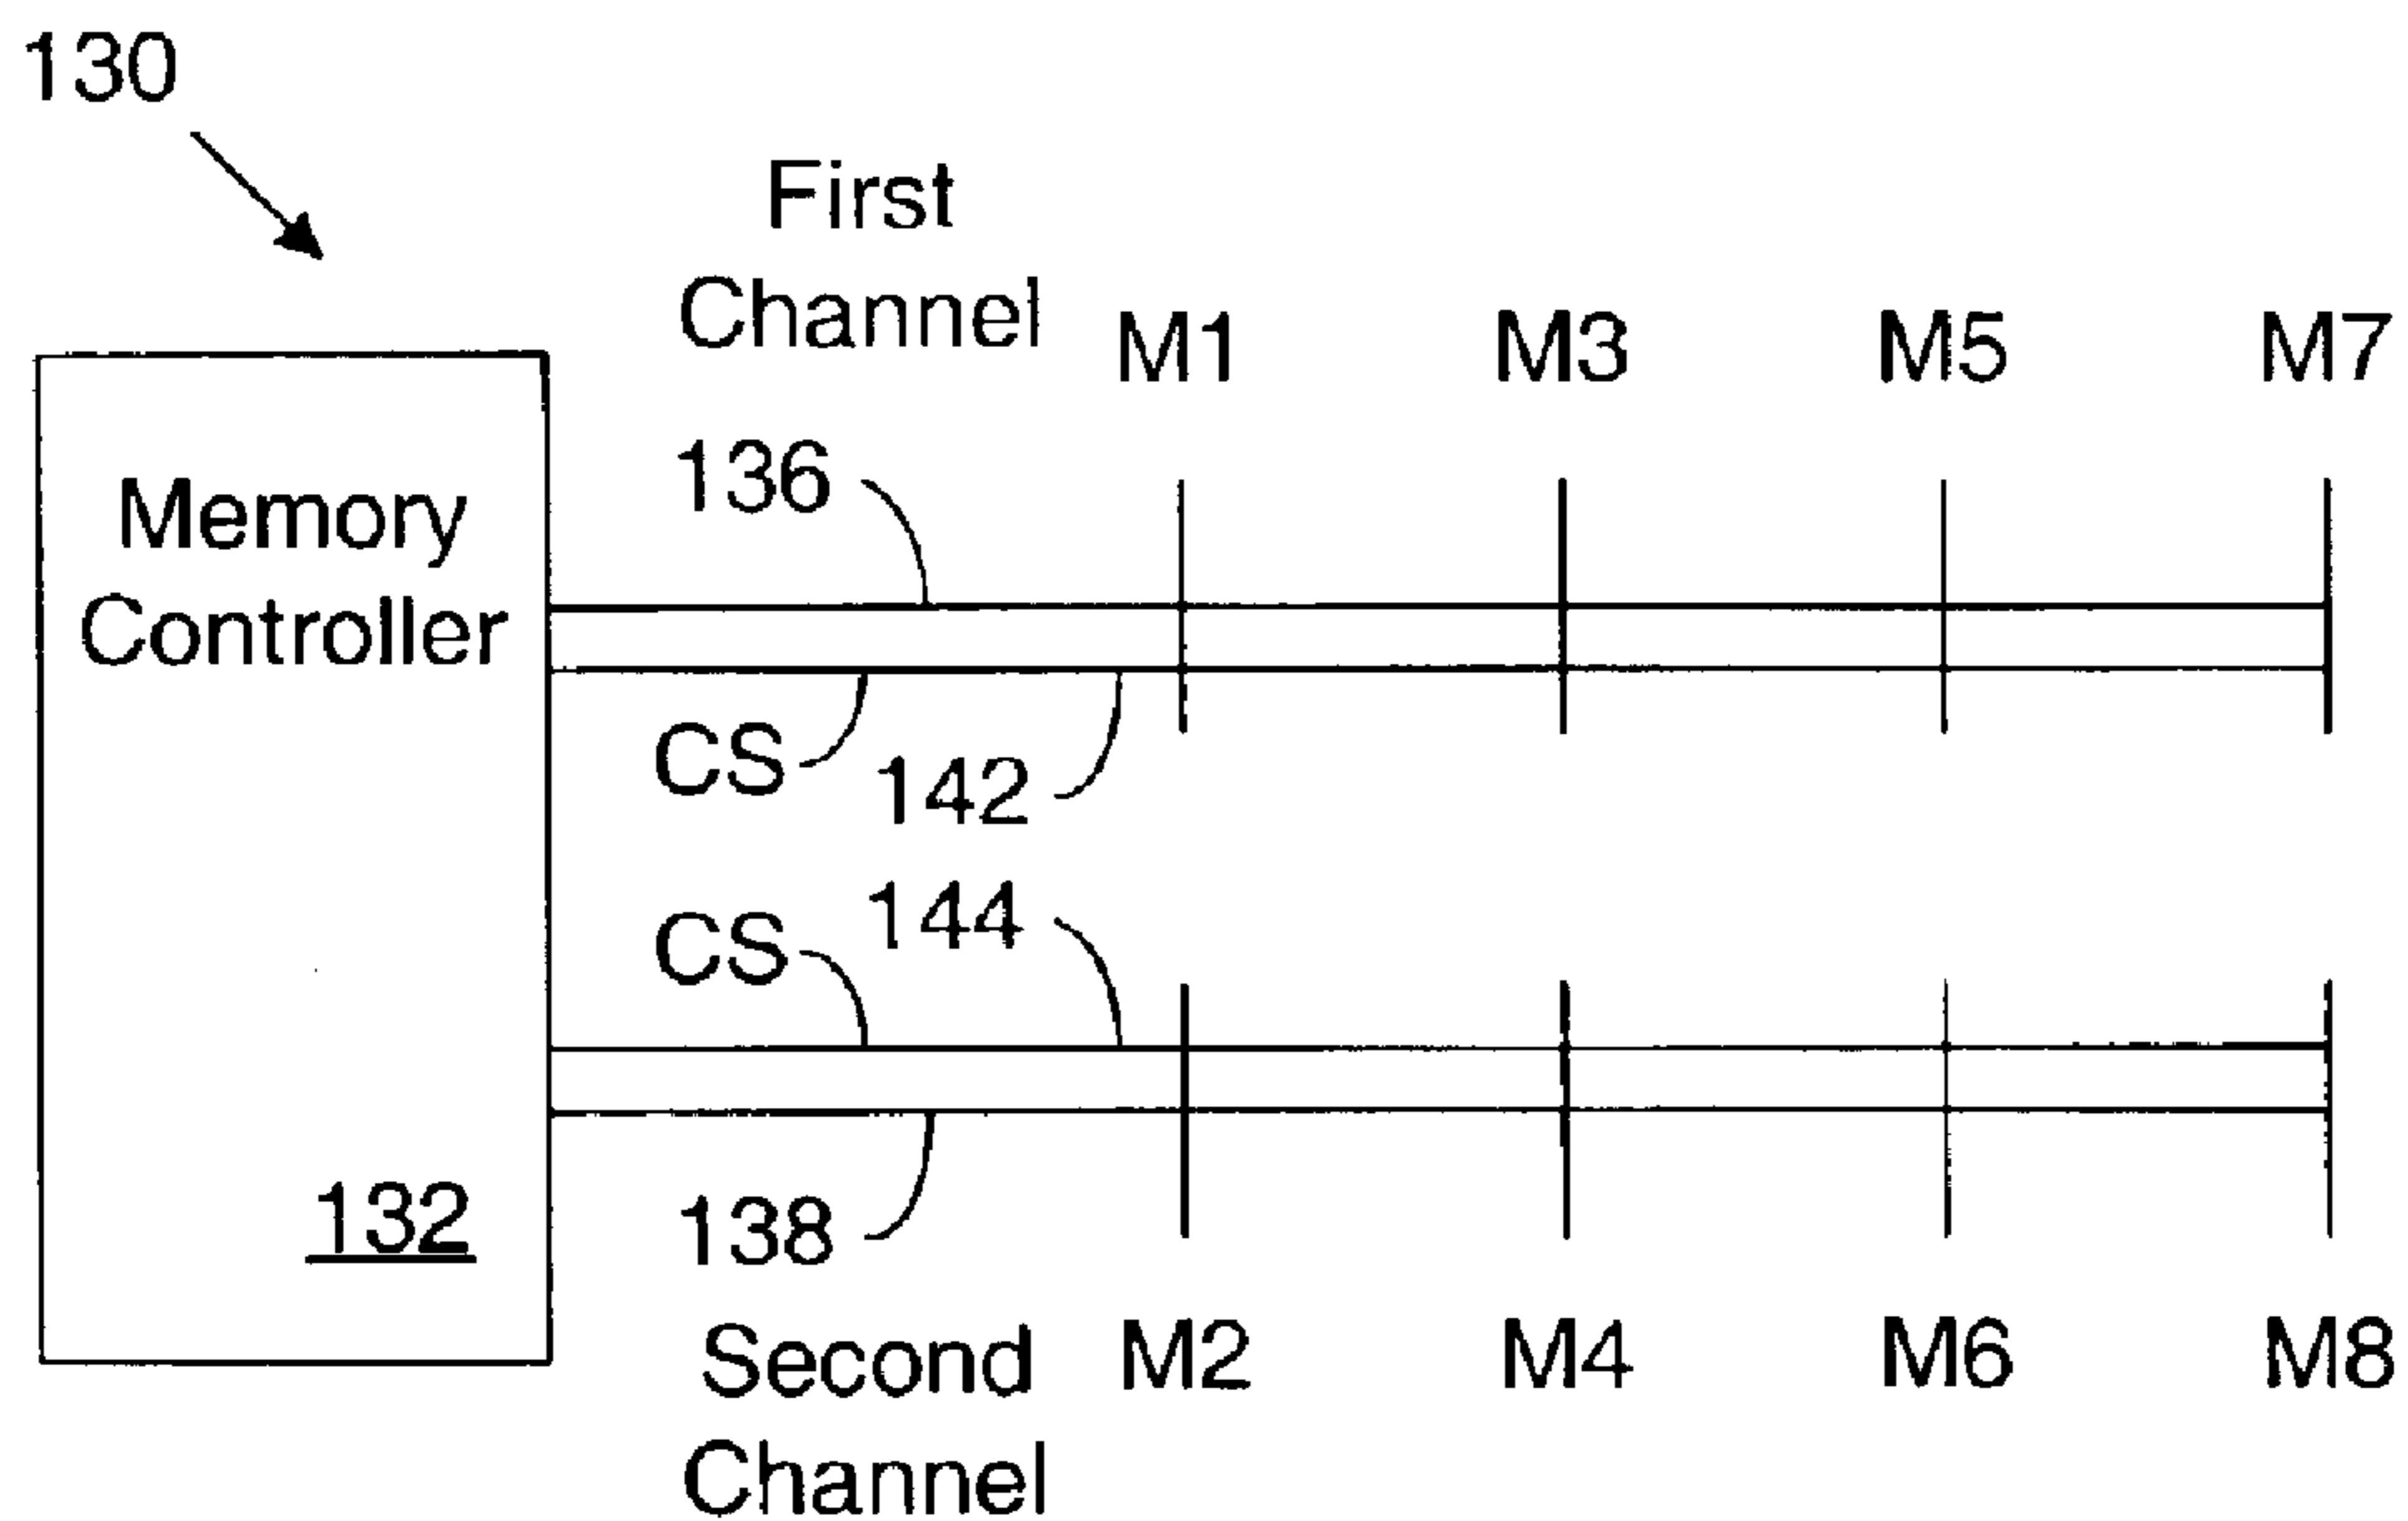 130
First
Channel
M1 M3 M5 M7
136
Memory
Controller
CS 142
CS 144
132
138
Second
Channel
M2 M4 M6 M8